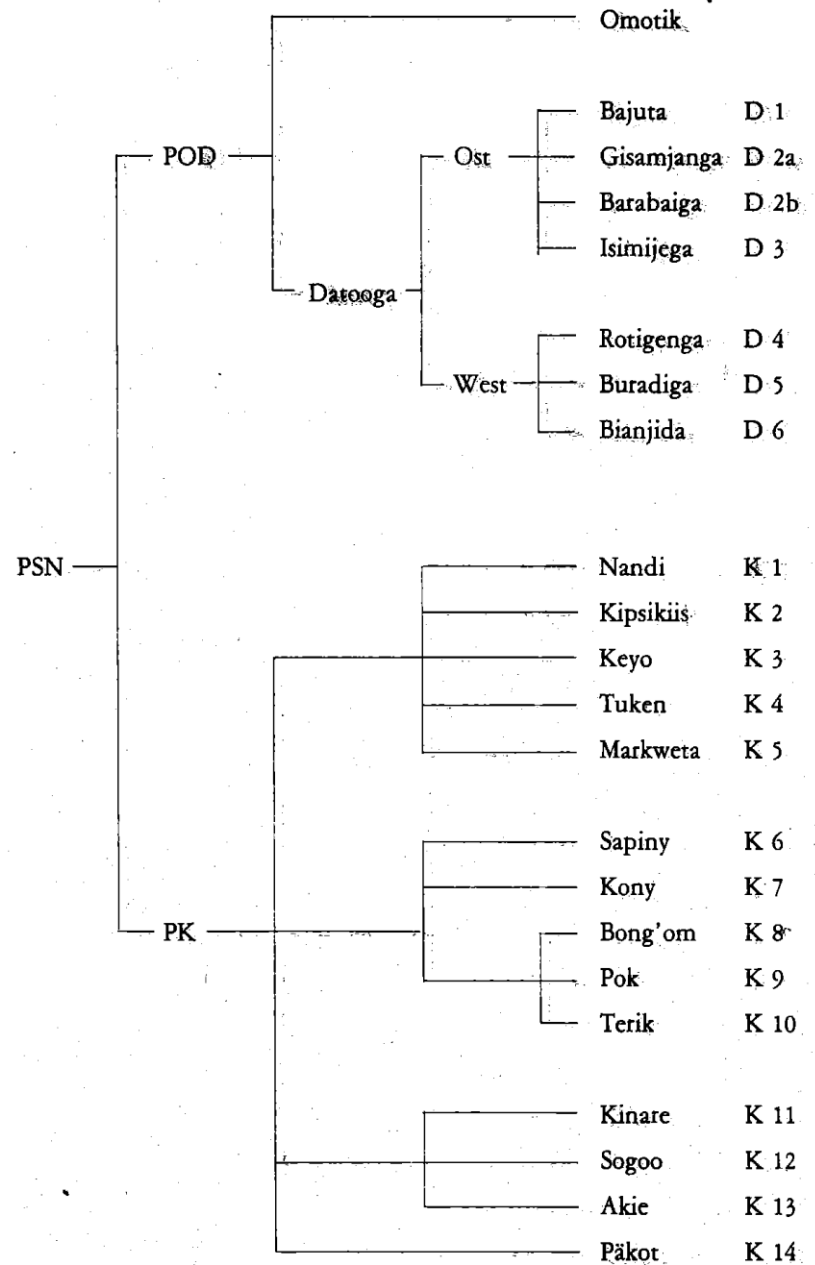 Omotik
Bajuta D 1
POD Ost Gisamjanga D 2a
Barabaiga D 2b
Isimijega D 3
Datooga
Rotigenga D 4
West Buradiga D 5
Bianjida D 6
PSN Nandi K 1
Kipsikiis K 2
Keyo K 3
Tuken K 4
Markweta K 5
Sapiny K 6
Kony K 7
PK Bong'om K 8
Pok K 9
Terik K 10
Kinare K 11
Sogoo K 12
Akie K 13
Päkot K 14